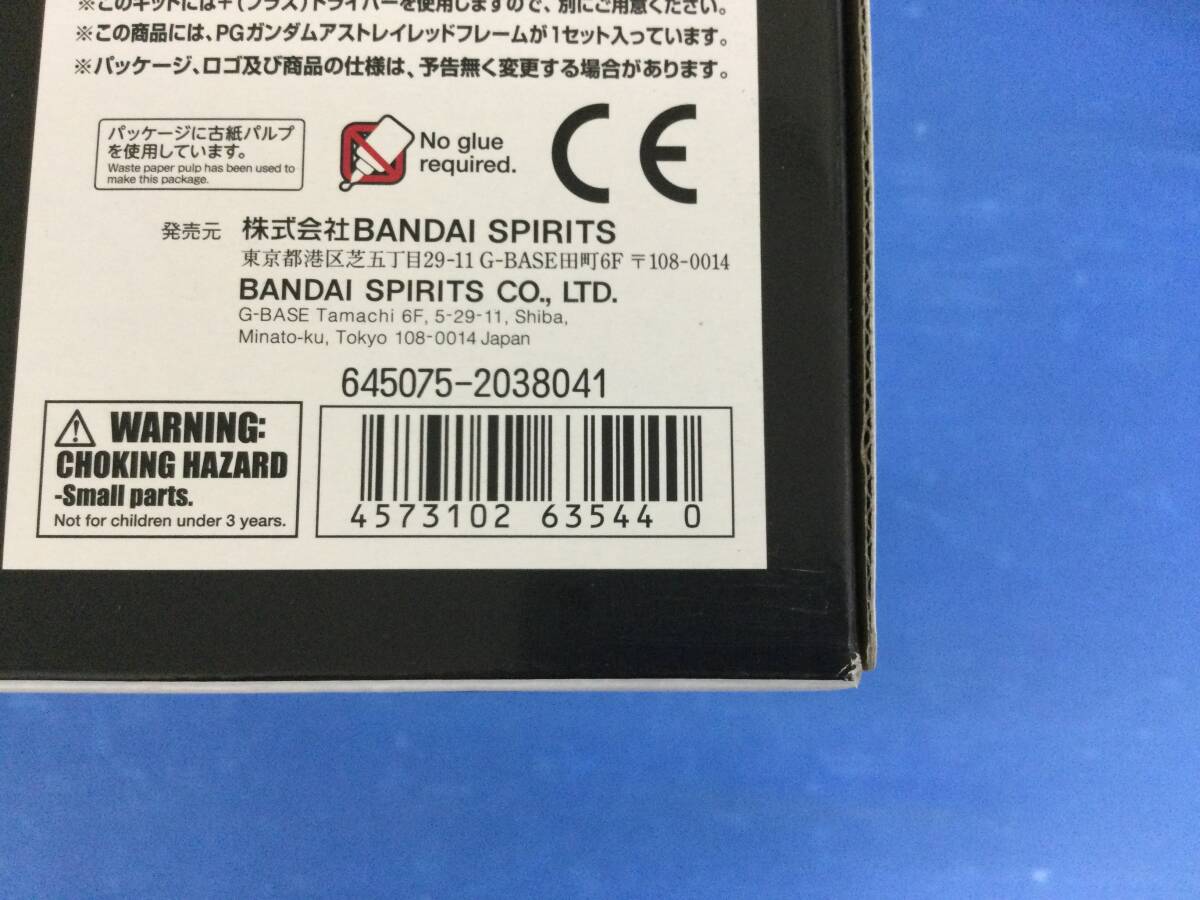 ※このキットには+(プラス)ドライバーを使用しますので、別にご用意ください。
※この商品には、PGガンダムアストレイレッドフレームが1セット入っています。
※パッケージ、ロゴ及び商品の仕様は、予告無く変更する場合があります。
パッケージに古紙パルプ
を使用しています。
Waste paper pulp has been used to
make this package.
No glue
required.
CE
発売元 株式会社BANDAI SPIRITS
東京都港区芝五丁目29-11 G-BASE田町6F 〒108-0014
BANDAI SPIRITS CO., LTD.
G-BASE Tamachi 6F, 5-29-11, Shiba,
Minato-ku, Tokyo 108-0014 Japan
645075-2038041
WARNING:
CHOKING HAZARD
-Small parts.
Not for children under 3 years.
4573102 63544 0